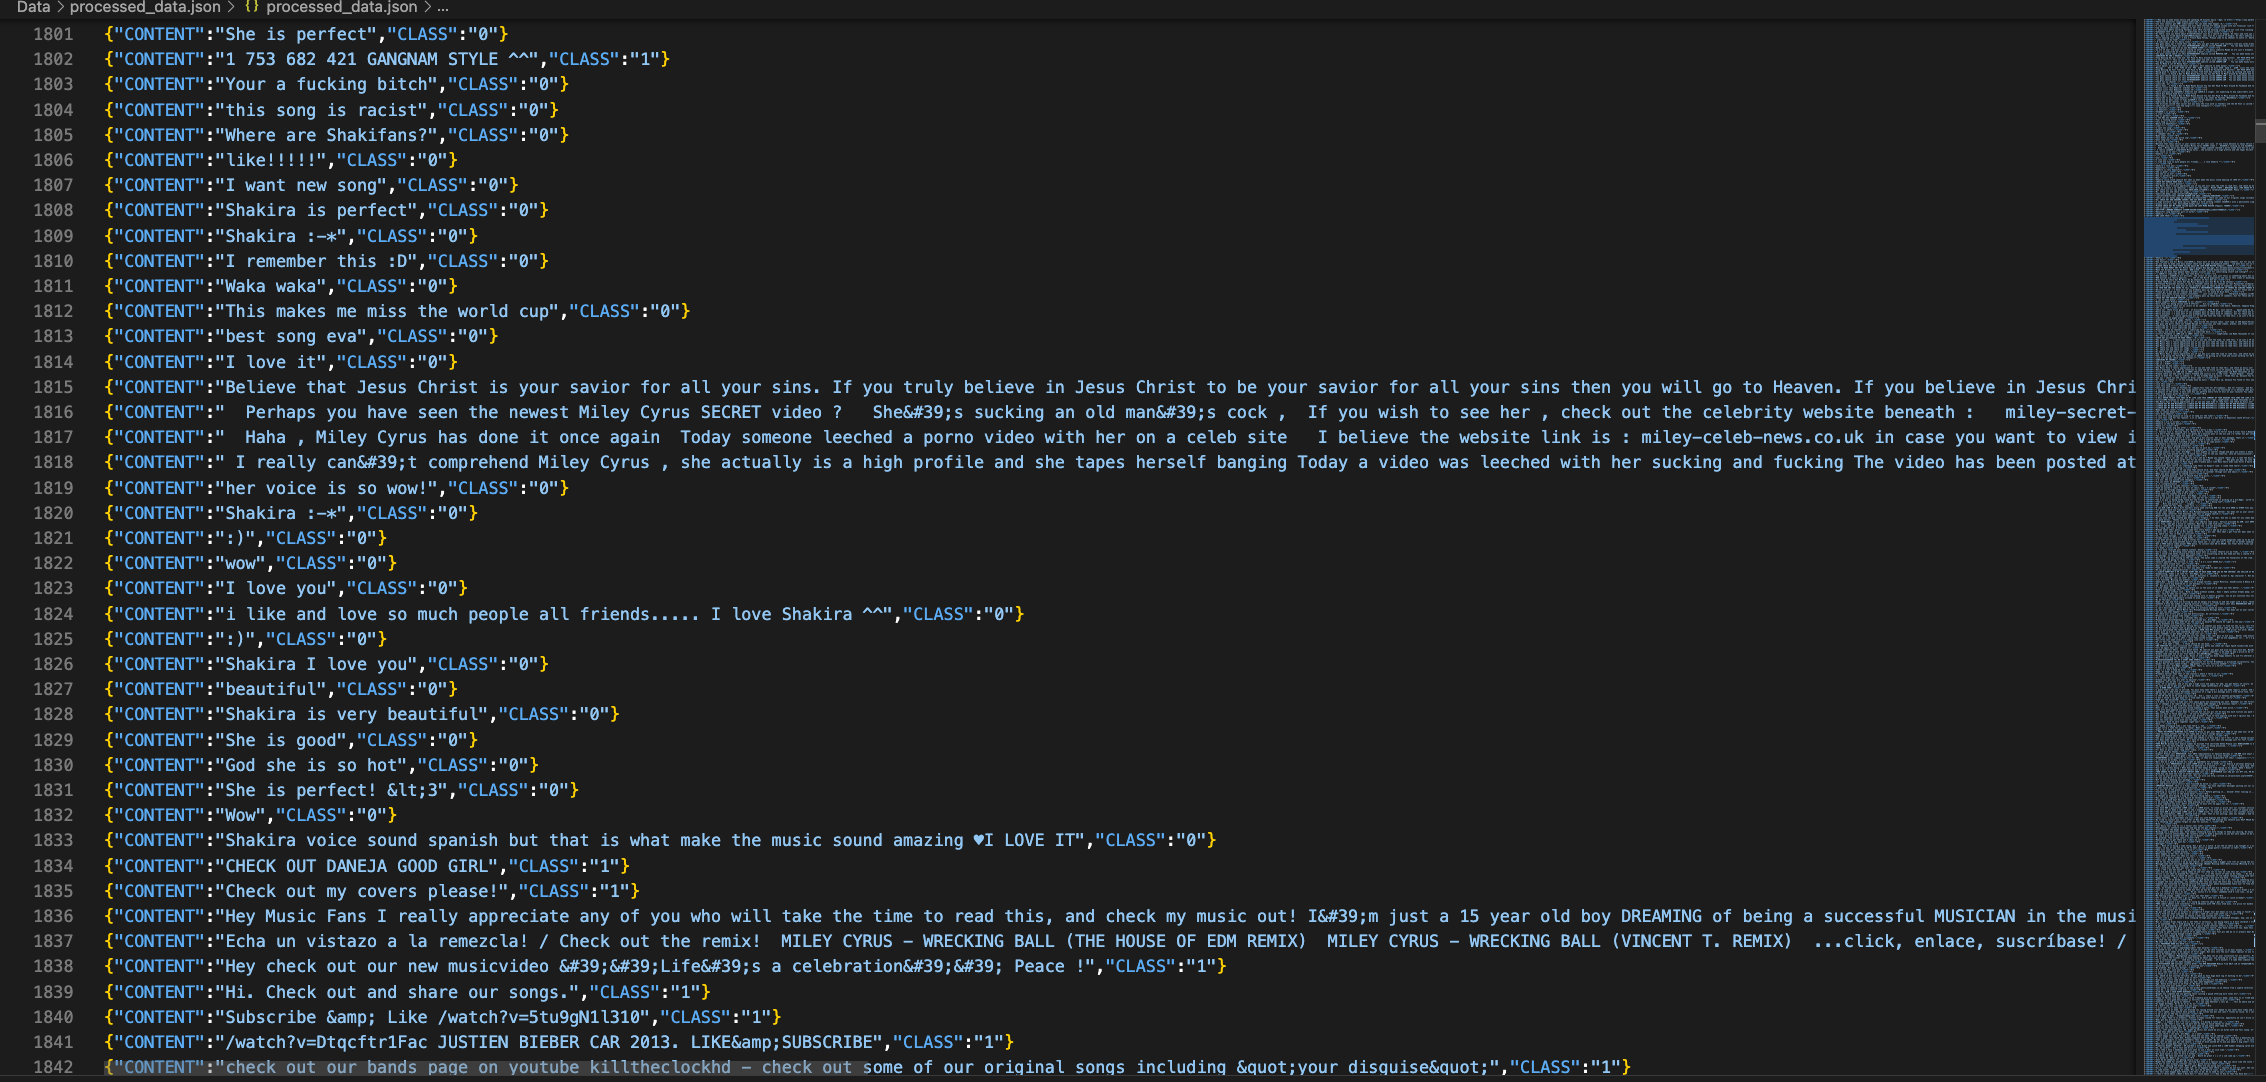 Data > processed_data.json > {} processed_data.json > ...
1801 {"CONTENT":"She is perfect","CLASS":"0"}
1802 {"CONTENT":"1 753 682 421 GANGNAM STYLE ^^","CLASS":"1"}
1803 {"CONTENT":"Your a fucking bitch","CLASS":"0"}
1804 {"CONTENT":"this song is racist","CLASS":"0"}
1805 {"CONTENT":"Where are Shakifans?","CLASS":"0"}
1806 {"CONTENT":"like!!!!!","CLASS":"0"}
1807 {"CONTENT":"I want new song","CLASS":"0"}
1808 {"CONTENT":"Shakira is perfect","CLASS":"0"}
1809 {"CONTENT":"Shakira :-*","CLASS":"0"}
1810 {"CONTENT":"I remember this :D","CLASS":"0"}
1811 {"CONTENT":"Waka waka","CLASS":"0"}
1812 {"CONTENT":"This makes me miss the world cup","CLASS":"0"}
1813 {"CONTENT":"best song eva","CLASS":"0"}
1814 {"CONTENT":"I love it","CLASS":"0"}
1815 {"CONTENT":"Believe that Jesus Christ is your savior for all your sins. If you truly believe in Jesus Christ to be your savior for all your sins then you will go to Heaven. If you believe in Jesus Chri
1816 {"CONTENT":"  Perhaps you have seen the newest Miley Cyrus SECRET video ?   She&#39;s sucking an old man&#39;s cock ,  If you wish to see her , check out the celebrity website beneath :   miley-secret-
1817 {"CONTENT":"  Haha , Miley Cyrus has done it once again  Today someone leeched a porno video with her on a celeb site   I believe the website link is : miley-celeb-news.co.uk in case you want to view i
1818 {"CONTENT":" I really can&#39;t comprehend Miley Cyrus , she actually is a high profile and she tapes herself banging Today a video was leeched with her sucking and fucking The video has been posted at
1819 {"CONTENT":"her voice is so wow!","CLASS":"0"}
1820 {"CONTENT":"Shakira :-*","CLASS":"0"}
1821 {"CONTENT":":)","CLASS":"0"}
1822 {"CONTENT":"wow","CLASS":"0"}
1823 {"CONTENT":"I love you","CLASS":"0"}
1824 {"CONTENT":"i like and love so much people all friends..... I love Shakira ^^","CLASS":"0"}
1825 {"CONTENT":":)","CLASS":"0"}
1826 {"CONTENT":"Shakira I love you","CLASS":"0"}
1827 {"CONTENT":"beautiful","CLASS":"0"}
1828 {"CONTENT":"Shakira is very beautiful","CLASS":"0"}
1829 {"CONTENT":"She is good","CLASS":"0"}
1830 {"CONTENT":"God she is so hot","CLASS":"0"}
1831 {"CONTENT":"She is perfect! &lt;3","CLASS":"0"}
1832 {"CONTENT":"Wow","CLASS":"0"}
1833 {"CONTENT":"Shakira voice sound spanish but that is what make the music sound amazing ♥I LOVE IT","CLASS":"0"}
1834 {"CONTENT":"CHECK OUT DANEJA GOOD GIRL","CLASS":"1"}
1835 {"CONTENT":"Check out my covers please!","CLASS":"1"}
1836 {"CONTENT":"Hey Music Fans I really appreciate any of you who will take the time to read this, and check my music out! I&#39;m just a 15 year old boy DREAMING of being a successful MUSICIAN in the musi
1837 {"CONTENT":"Echa un vistazo a la remezcla! / Check out the remix!  MILEY CYRUS - WRECKING BALL (THE HOUSE OF EDM REMIX)  MILEY CYRUS - WRECKING BALL (VINCENT T. REMIX)  ...click, enlace, suscríbase! /
1838 {"CONTENT":"Hey check out our new musicvideo &#39;&#39;Life&#39;s a celebration&#39;&#39; Peace !","CLASS":"1"}
1839 {"CONTENT":"Hi. Check out and share our songs.","CLASS":"1"}
1840 {"CONTENT":"Subscribe &amp; Like /watch?v=5tu9gN1l310","CLASS":"1"}
1841 {"CONTENT":"/watch?v=Dtqcftr1Fac JUSTIEN BIEBER CAR 2013. LIKE&amp;SUBSCRIBE","CLASS":"1"}
1842 {"CONTENT":"check out our bands page on youtube killtheclockhd - check out some of our original songs including &quot;your disguise&quot;","CLASS":"1"}